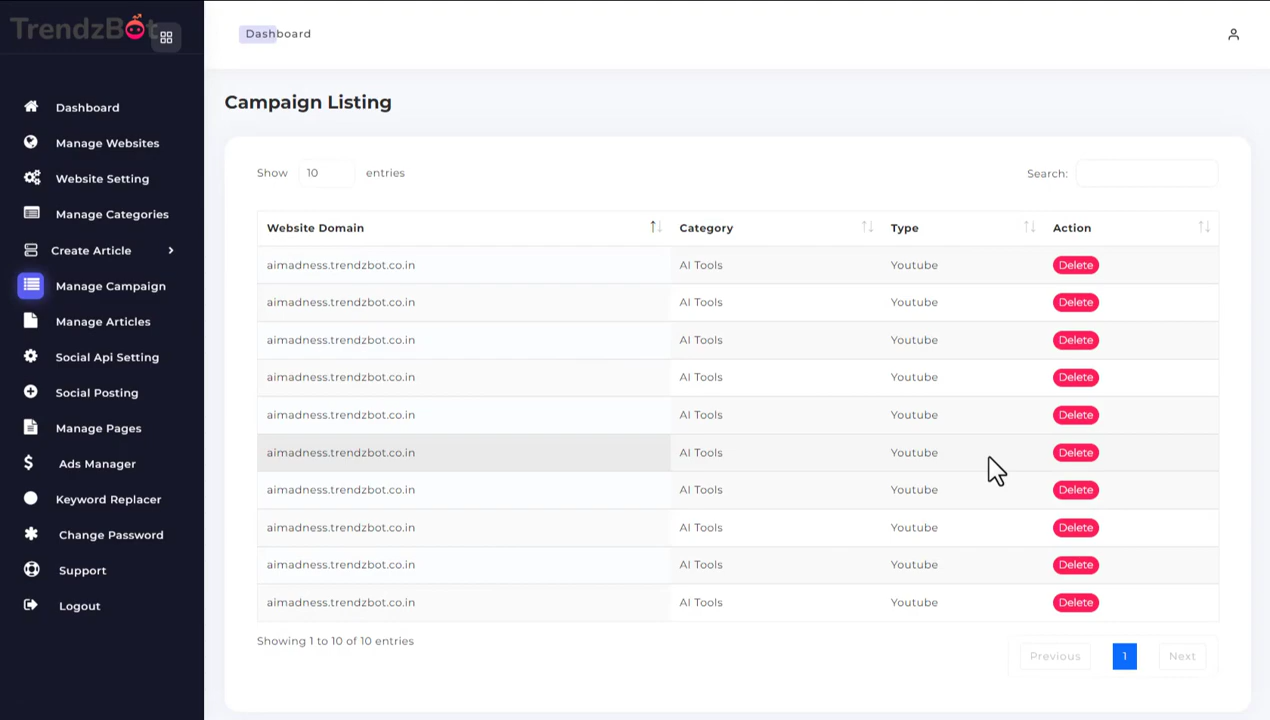 TrendzBot
Dashboard
Dashboard
Manage Websites
Website Setting
Manage Categories
Create Article
Manage Campaign
Manage Articles
Social Api Setting
Social Posting
Manage Pages
Ads Manager
Keyword Replacer
Change Password
Support
Logout
Campaign Listing
Show 10 entries Search:
Website Domain Category Type Action
aimadness.trendzbot.co.in AI Tools Youtube Delete
aimadness.trendzbot.co.in AI Tools Youtube Delete
aimadness.trendzbot.co.in AI Tools Youtube Delete
aimadness.trendzbot.co.in AI Tools Youtube Delete
aimadness.trendzbot.co.in AI Tools Youtube Delete
aimadness.trendzbot.co.in AI Tools Youtube Delete
aimadness.trendzbot.co.in AI Tools Youtube Delete
aimadness.trendzbot.co.in AI Tools Youtube Delete
aimadness.trendzbot.co.in AI Tools Youtube Delete
aimadness.trendzbot.co.in AI Tools Youtube Delete
Showing 1 to 10 of 10 entries
Previous 1 Next